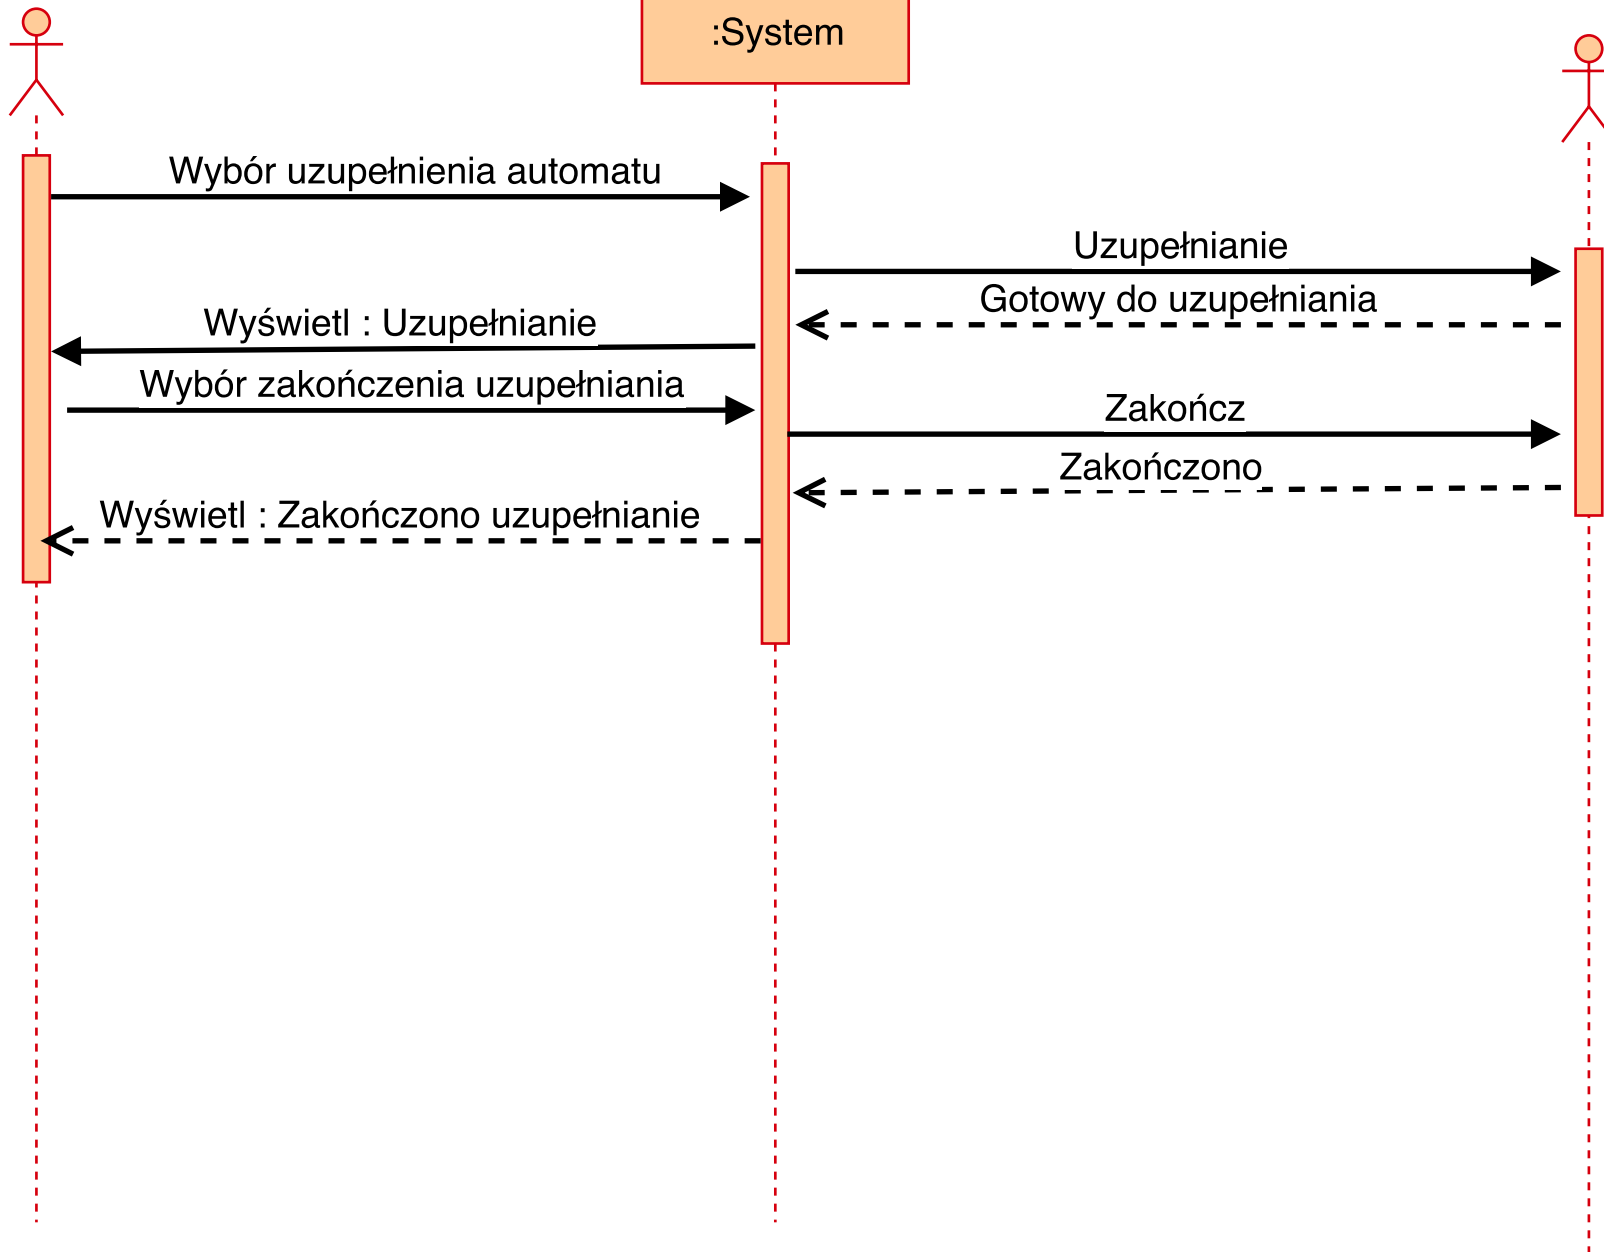 :System
Wybór uzupełnienia automatu
Uzupełnianie
Gotowy do uzupełniania
Wyświetl : Uzupełnianie
Wybór zakończenia uzupełniania
Zakończ
Zakończono
Wyświetl : Zakończono uzupełnianie